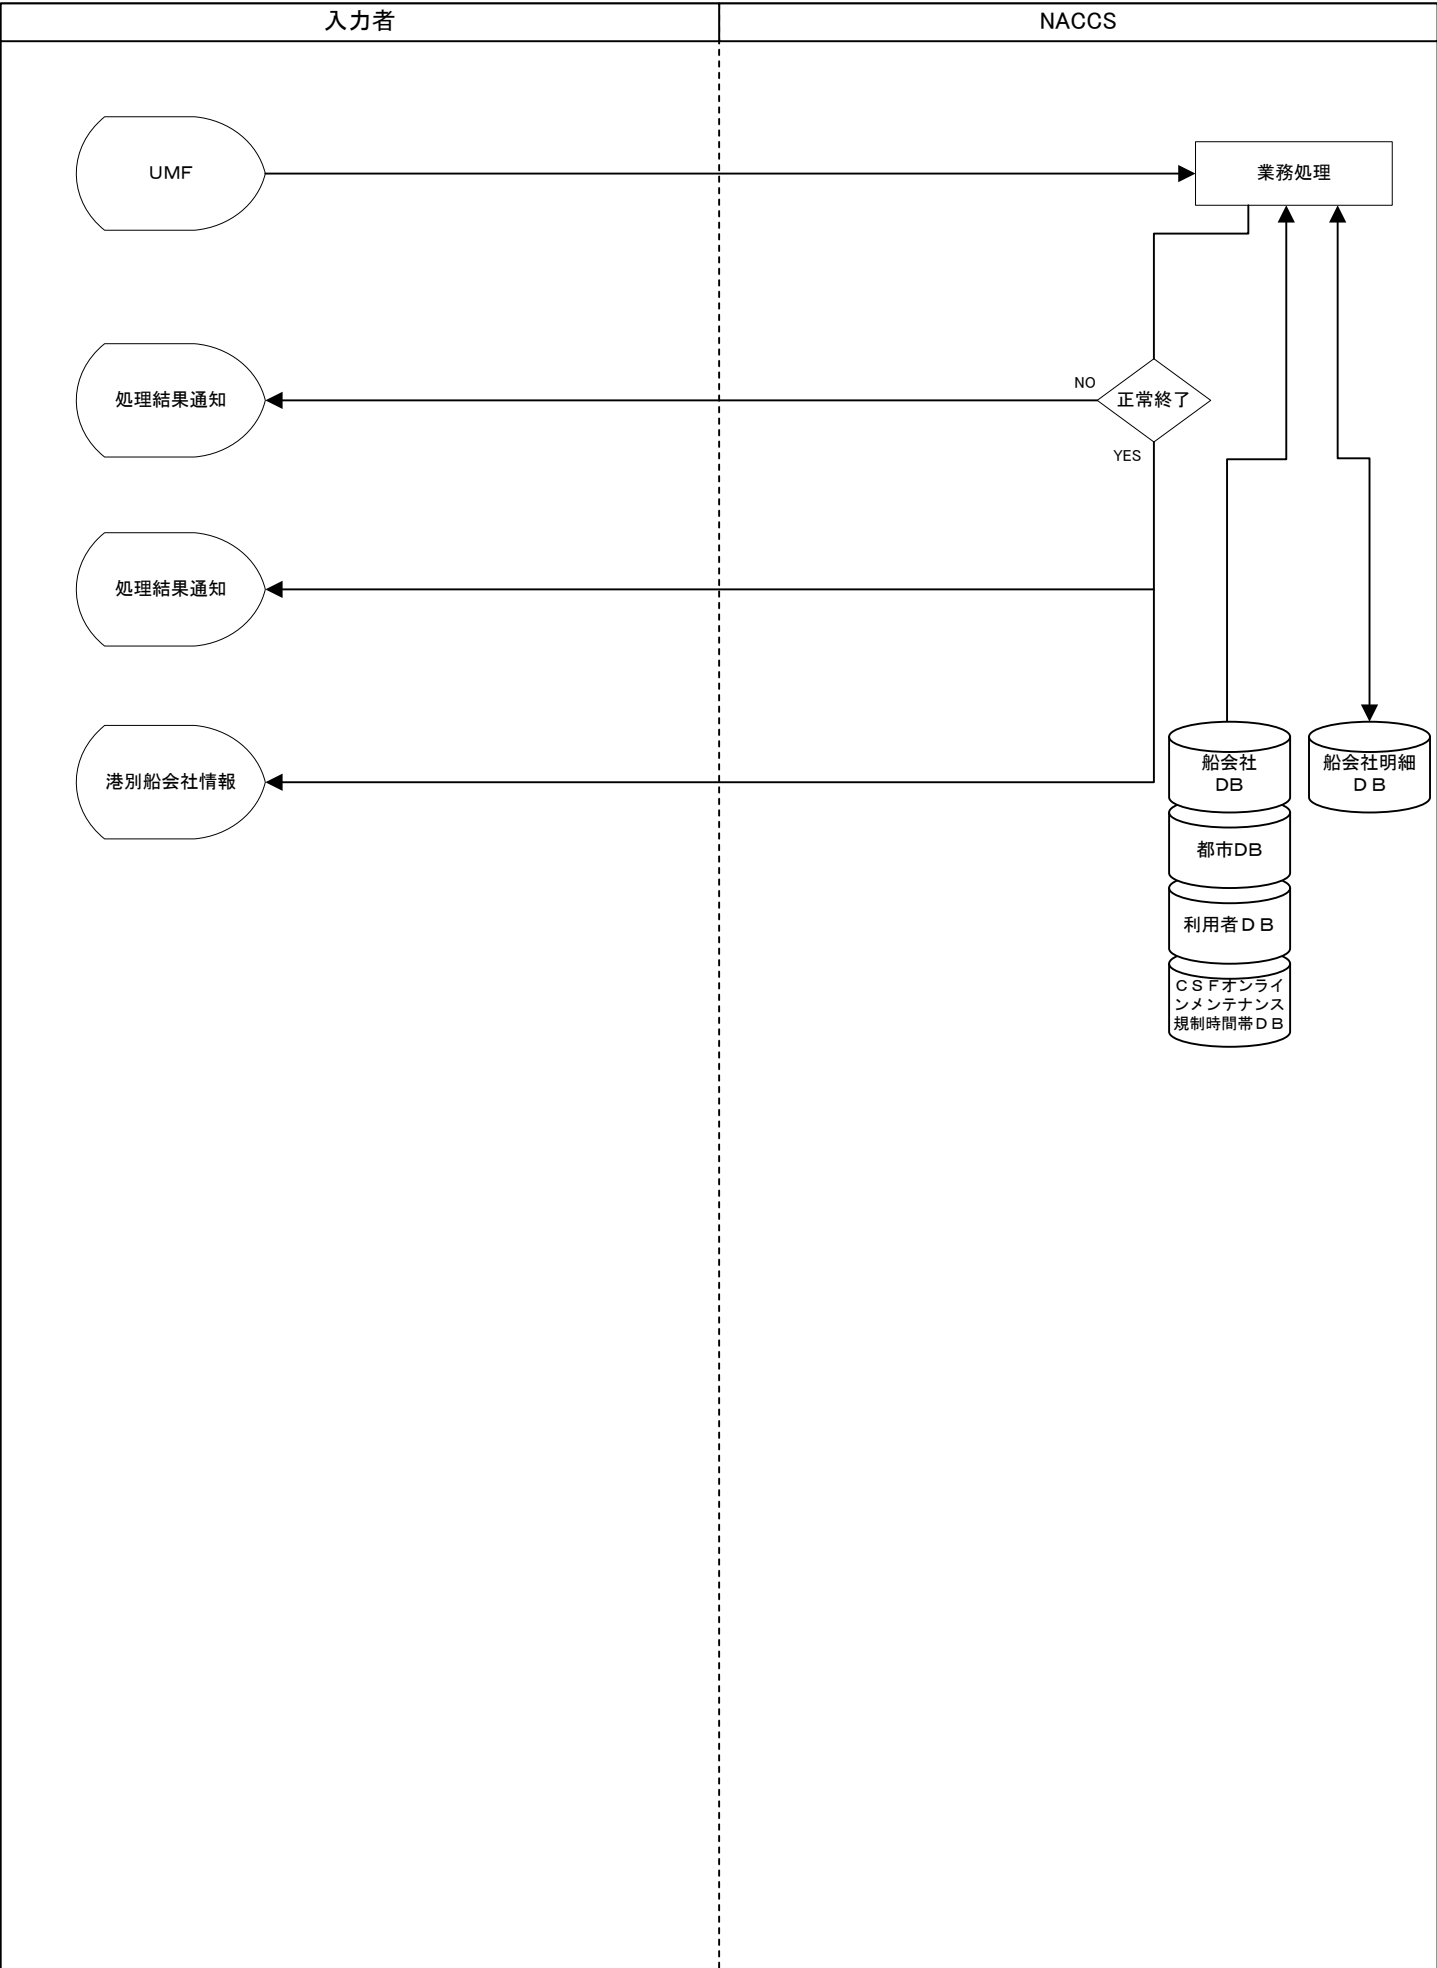 入力者
NACCS
UMF
業務処理
NO
処理結果通知
正常終了
YES
処理結果通知
港別船会社情報
船会社
DB
船会社明細
ＤＢ
都市DB
利用者ＤＢ
ＣＳＦオンライ
ンメンテナンス
規制時間帯ＤＢ